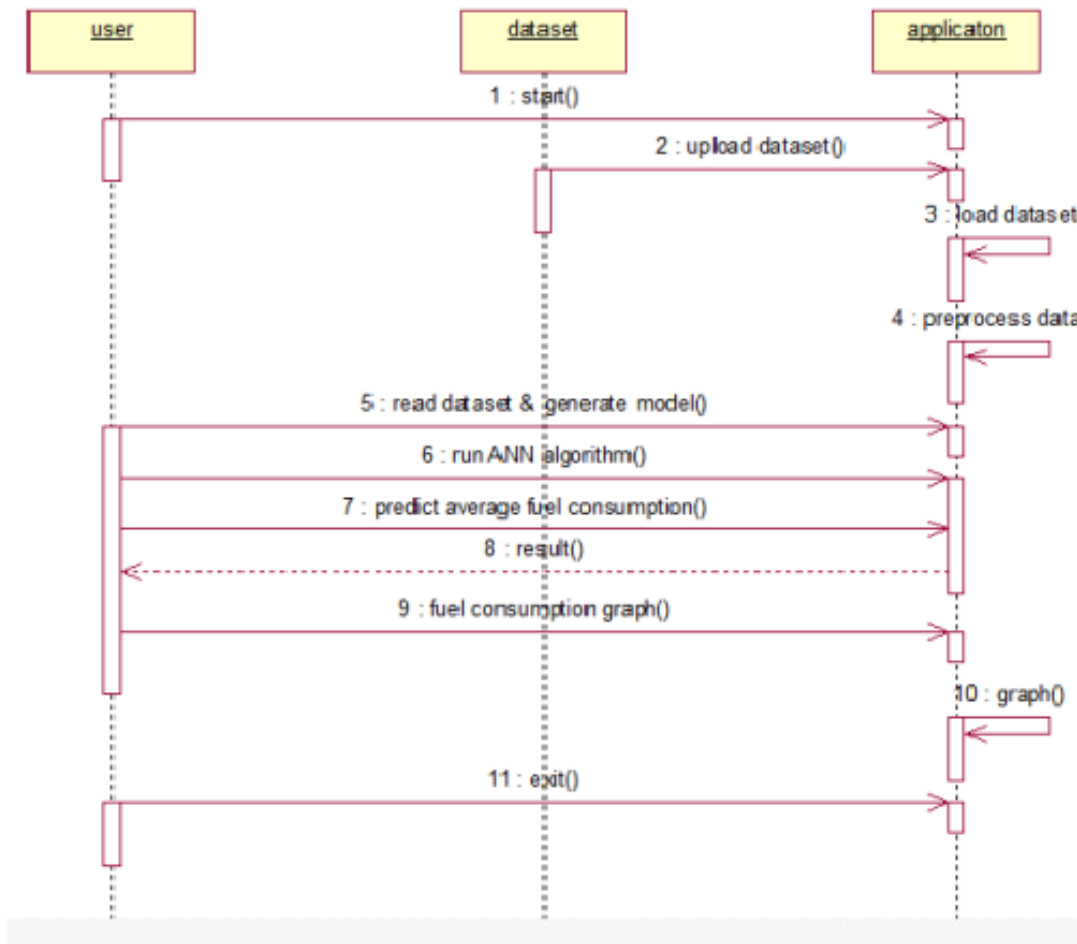 user
dataset
applicaton
1 : start()
2 : upload dataset()
3 : load dataset
4 : preprocess data
5 : read dataset & generate model()
6 : run ANN algorithm()
7 : predict average fuel consumption()
8 : result()
9 : fuel consumption graph()
10 : graph()
11 : exit()